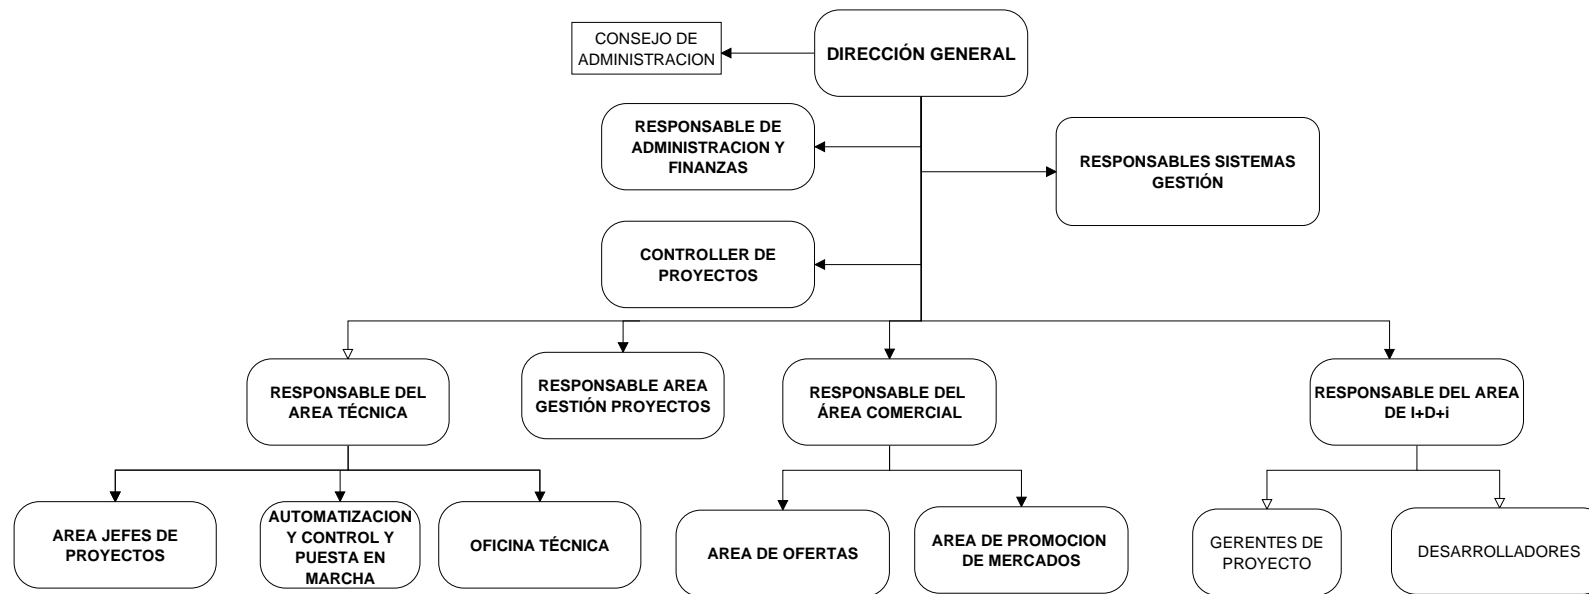 CONSEJO DE
ADMINISTRACION
DIRECCIÓN GENERAL
RESPONSABLE DE
ADMINISTRACION Y
FINANZAS
RESPONSABLES SISTEMAS
GESTIÓN
CONTROLLER DE
PROYECTOS
RESPONSABLE DEL
AREA TÉCNICA
RESPONSABLE AREA
GESTIÓN PROYECTOS
RESPONSABLE DEL
ÁREA COMERCIAL
RESPONSABLE DEL AREA
DE I+D+i
AREA JEFES DE
PROYECTOS
AUTOMATIZACION
Y CONTROL Y
PUESTA EN
MARCHA
OFICINA TÉCNICA
AREA DE OFERTAS
AREA DE PROMOCION
DE MERCADOS
GERENTES DE
PROYECTO
DESARROLLADORES